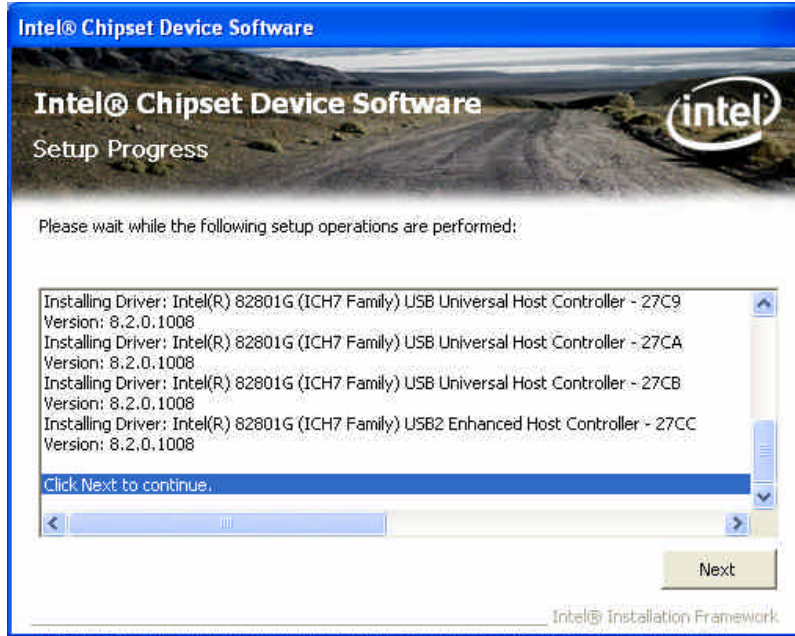 Intel® Chipset Device Software
Intel® Chipset Device Software
intel
Setup Progress
Please wait while the following setup operations are performed:
Installing Driver: Intel(R) 82801G (ICH7 Family) USB Universal Host Controller - 27C9
Version: 8.2.0.1008
Installing Driver: Intel(R) 82801G (ICH7 Family) USB Universal Host Controller - 27CA
Version: 8.2.0.1008
Installing Driver: Intel(R) 82801G (ICH7 Family) USB Universal Host Controller - 27CB
Version: 8.2.0.1008
Installing Driver: Intel(R) 82801G (ICH7 Family) USB2 Enhanced Host Controller - 27CC
Version: 8.2.0.1008
Click Next to continue.
Next
Intel® Installation Framework